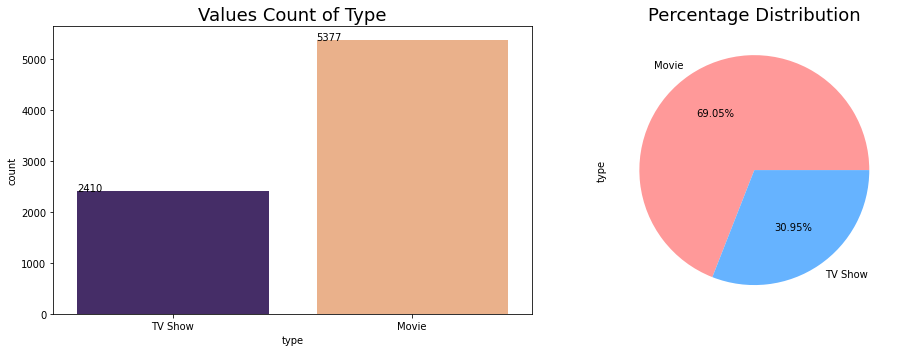 Values Count of Type
5377
2410
5000
4000
3000
2000
1000
0
count
TV Show
Movie
type
Percentage Distribution
Movie
69.05%
type
30.95%
TV Show